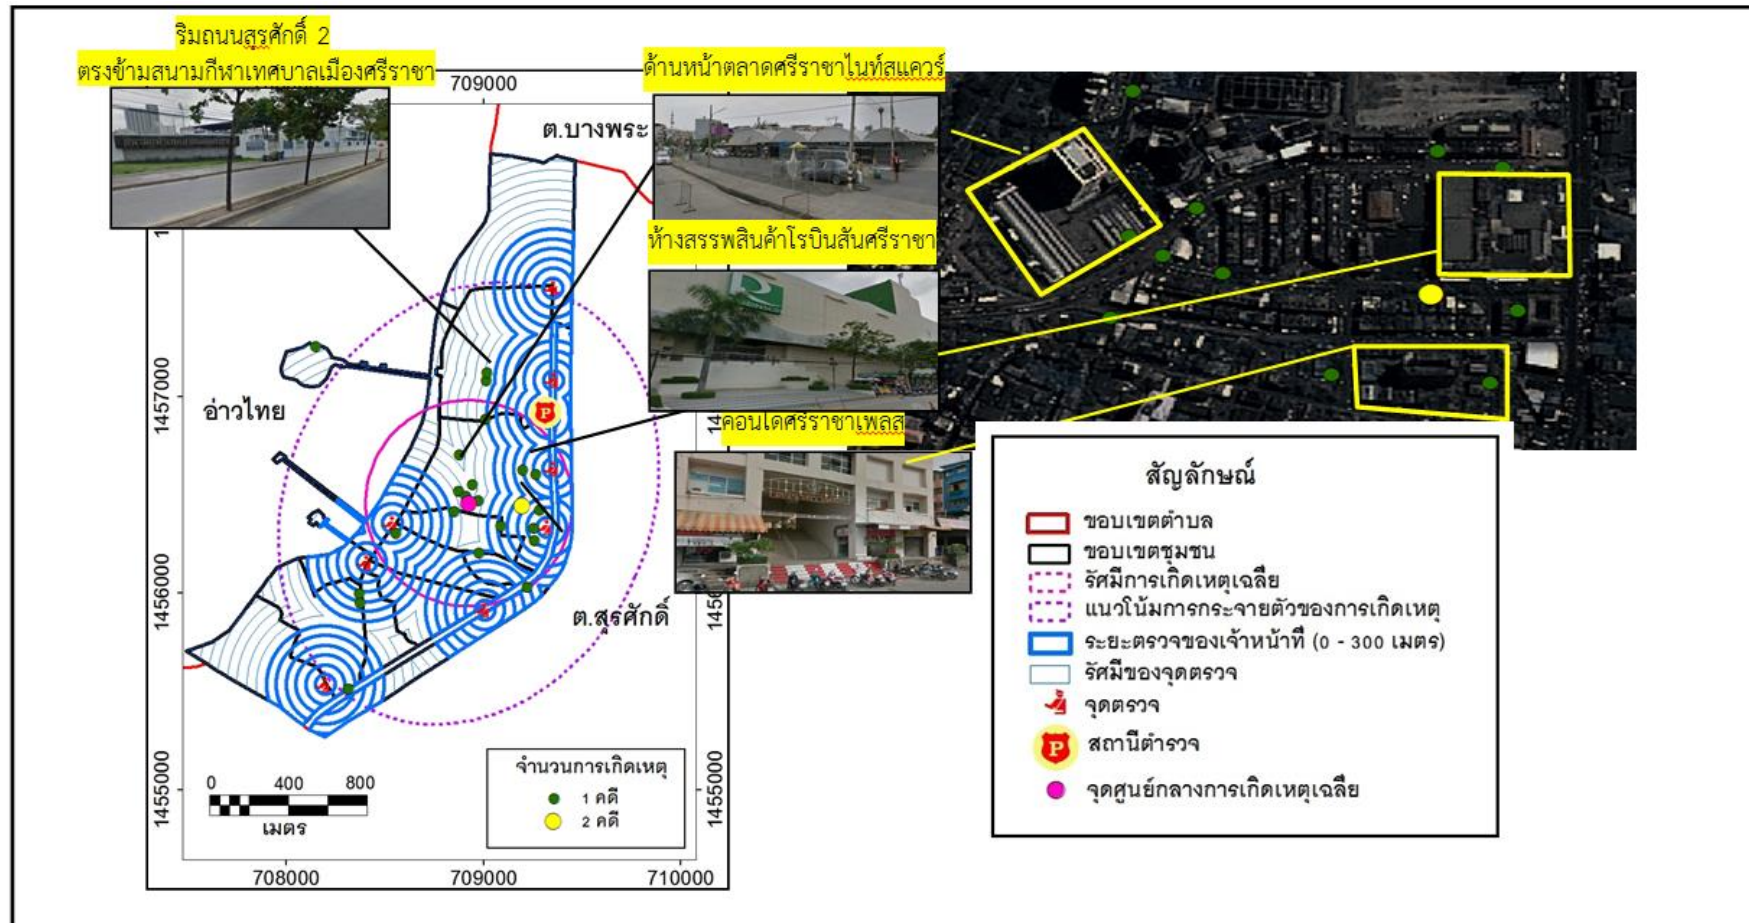 ริมถนนสุรศักดิ์ 2
ตรงข้ามสนามกีฬาเทศบาลเมืองศรีราชา
ด้านหน้าตลาดศรีราชาไนท์สแควร์
ห้างสรรพสินค้าโรบินสันศรีราชา
คอนโดศรีราชาเพลส
709000
ต.บางพระ
1457000
อ่าวไทย
1456000
ต.สุรศักดิ์
1455000
1455000
0 400 800
เมตร
จำนวนการเกิดเหตุ
1 คดี
2 คดี
708000 709000 710000
P
สัญลักษณ์
ขอบเขตตำบล
ขอบเขตชุมชน
รัศมีการเกิดเหตุเฉลี่ย
แนวโน้มการกระจายตัวของการเกิดเหตุ
ระยะตรวจของเจ้าหน้าที่ (0 - 300 เมตร)
รัศมีของจุดตรวจ
จุดตรวจ
P สถานีตำรวจ
จุดศูนย์กลางการเกิดเหตุเฉลี่ย